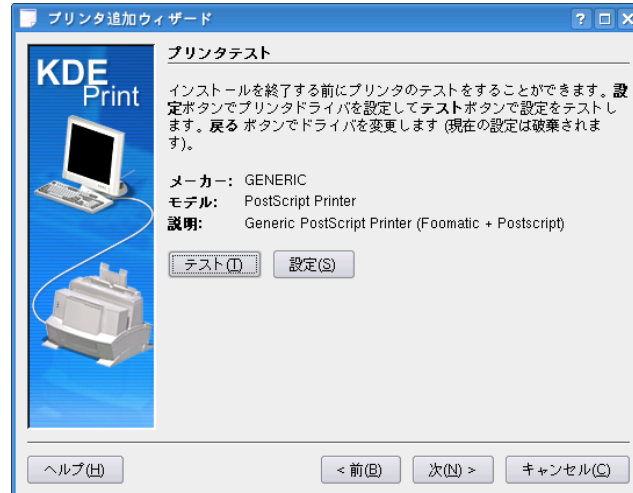 プリンタ追加ウィザード
KDE
Print
プリンタテスト
インストールを終了する前にプリンタのテストをすることができます。設
定ボタンでプリンタドライバを設定してテストボタンで設定をテストし
ます。戻る ボタンでドライバを変更します (現在の設定は破棄されま
す)。
メーカー: GENERIC
モデル: PostScript Printer
説明: Generic PostScript Printer (Foomatic + Postscript)
テスト(T) 設定(S)
ヘルプ(H) < 前(B) 次(N) > キャンセル(C)